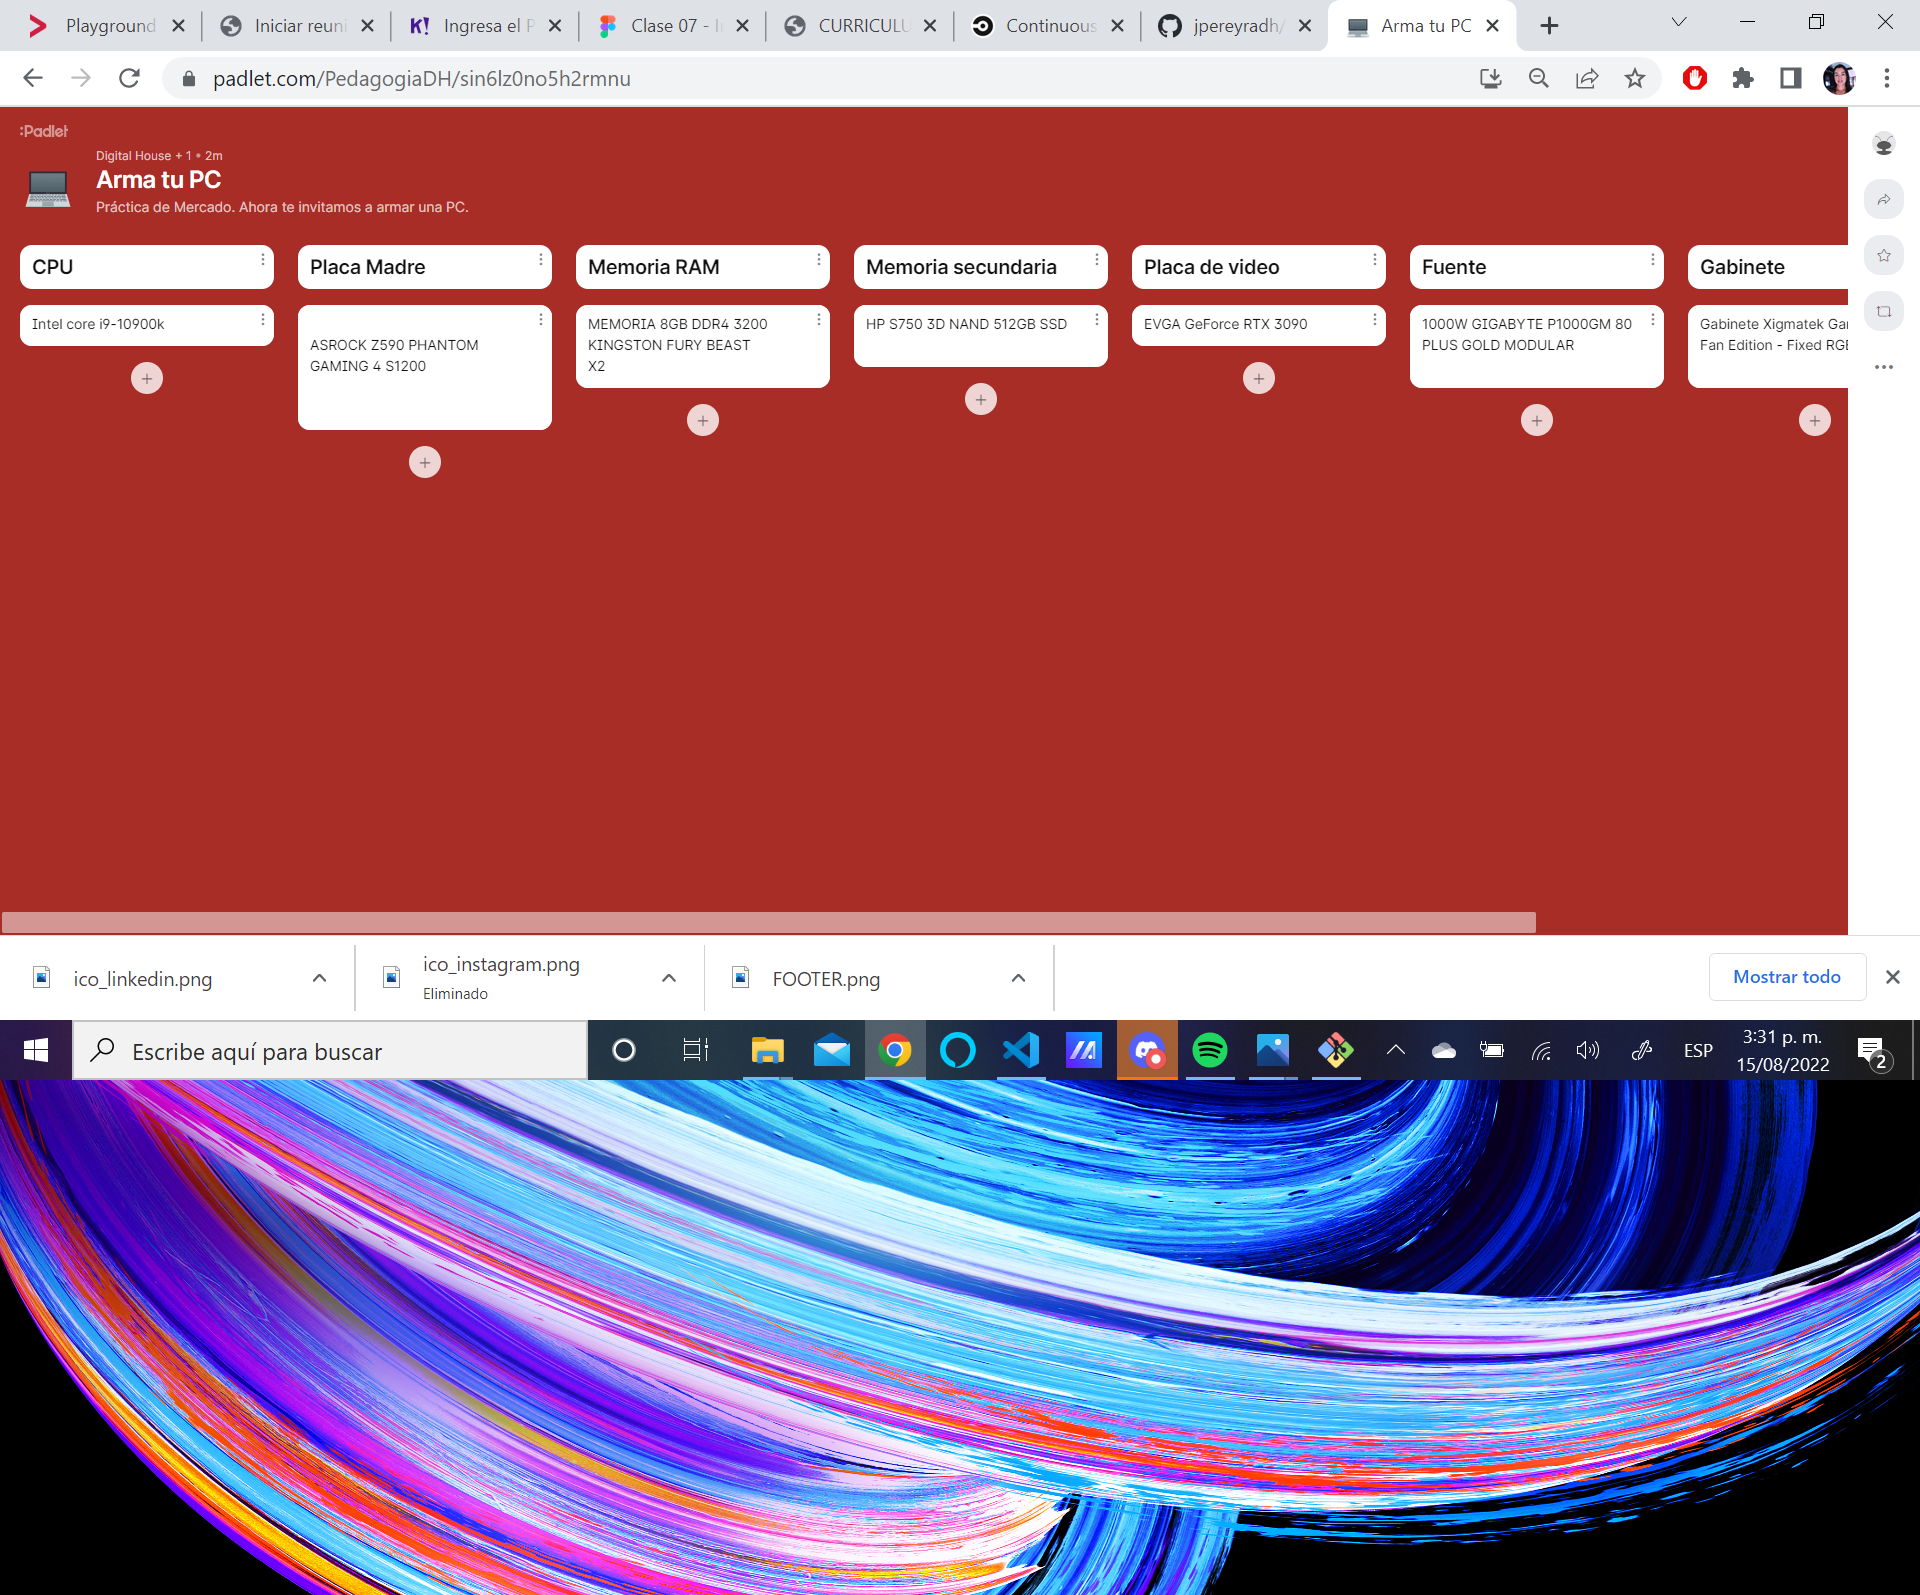 Playground
Iniciar reuni
Ingresa el P
Clase 07 - I
CURRICULU
Continuous
jpereyradh/
Arma tu PC
padlet.com/PedagogiaDH/sin6lz0no5h2rmnu
:Padlet
Digital House + 1 • 2m
Arma tu PC
Práctica de Mercado. Ahora te invitamos a armar una PC.
CPU
Intel core i9-10900k
Placa Madre
ASROCK Z590 PHANTOM
GAMING 4 S1200
Memoria RAM
MEMORIA 8GB DDR4 3200
KINGSTON FURY BEAST
X2
Memoria secundaria
HP S750 3D NAND 512GB SSD
Placa de video
EVGA GeForce RTX 3090
Fuente
1000W GIGABYTE P1000GM 80
PLUS GOLD MODULAR
Gabinete
Gabinete Xigmatek Ga
Fan Edition - Fixed RGB
ico_linkedin.png
ico_instagram.png
Eliminado
FOOTER.png
Mostrar todo
Escribe aquí para buscar
ESP
3:31 p. m.
15/08/2022
2